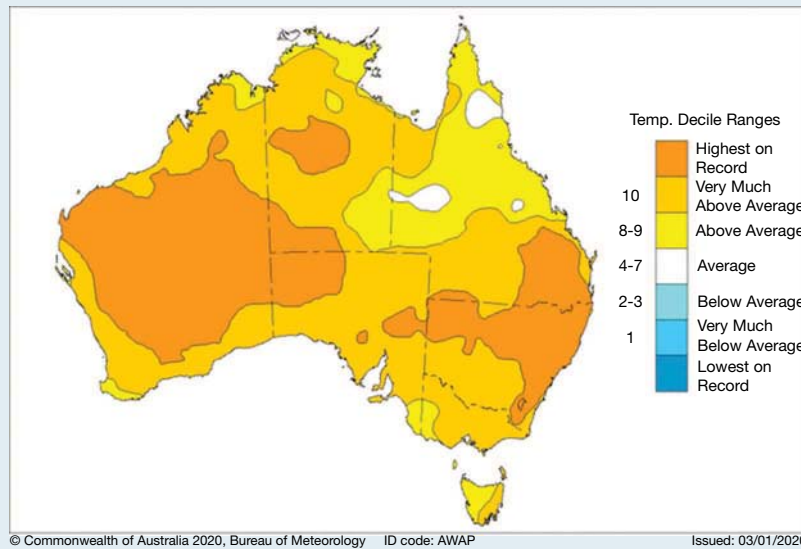 Temp. Decile Ranges
Highest on
Record
10
Very Much
Above Average
8-9
Above Average
4-7
Average
2-3
Below Average
1
Very Much
Below Average
Lowest on
Record
© Commonwealth of Australia 2020, Bureau of Meteorology ID code: AWAP Issued: 03/01/2020